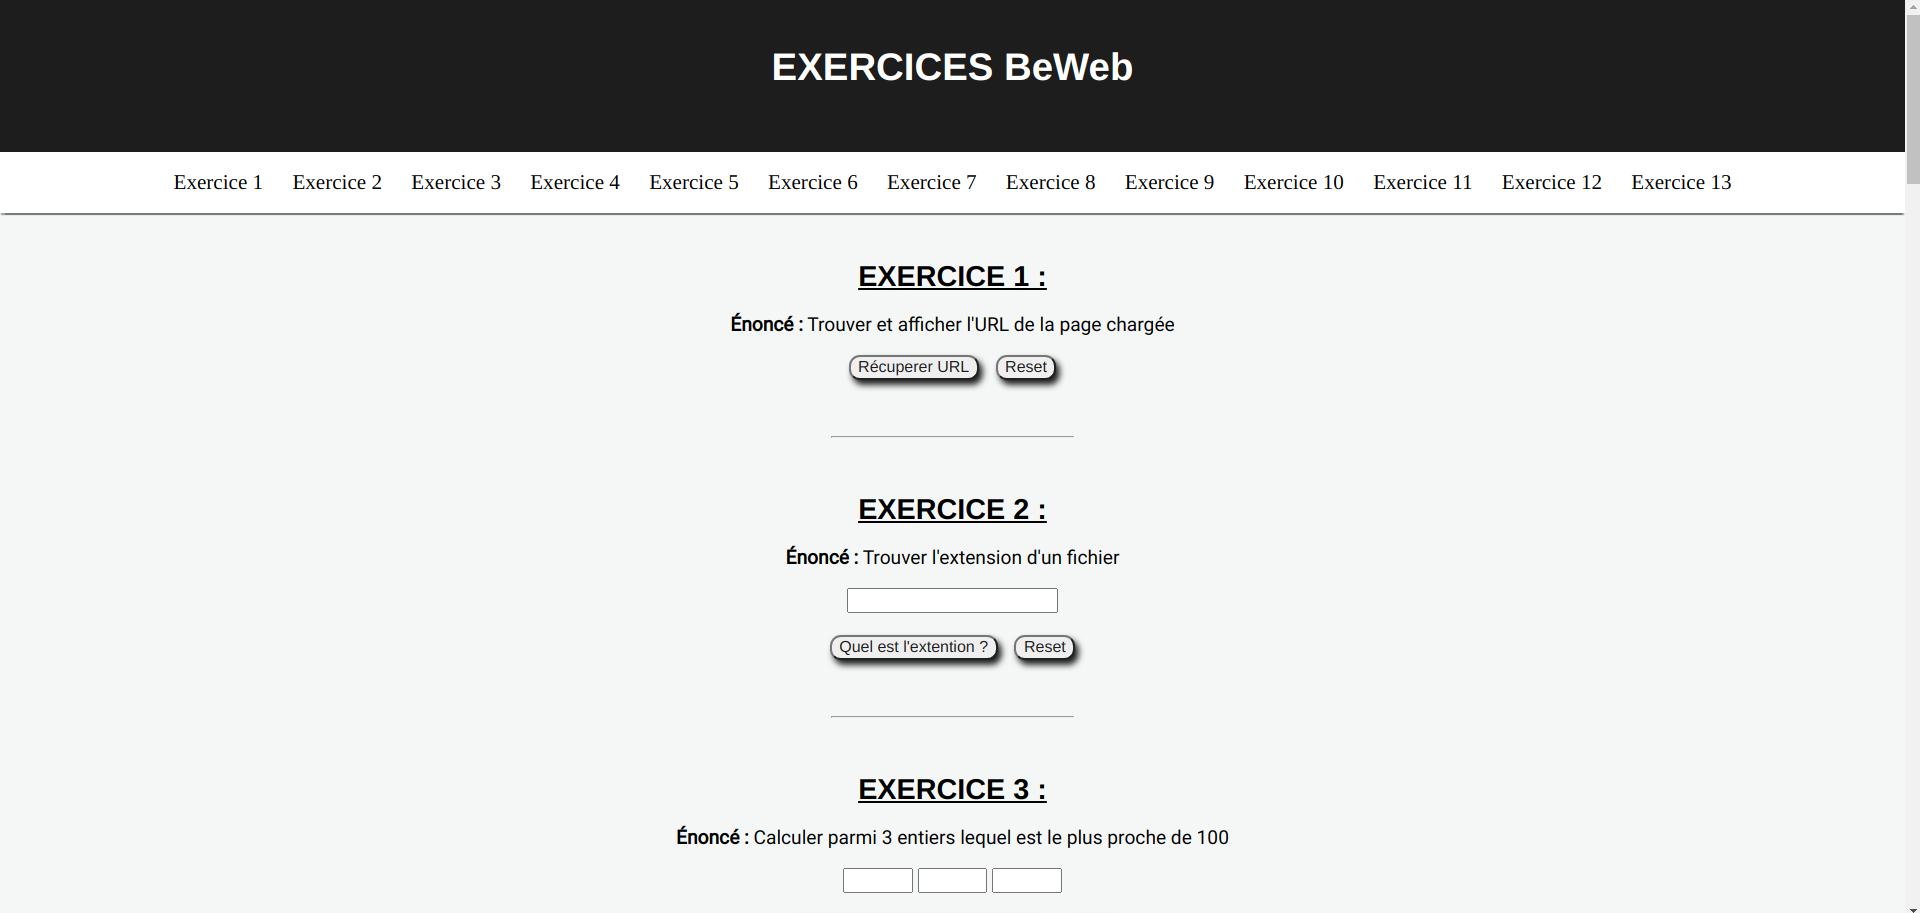 EXERCICES BeWeb
Exercice 1 Exercice 2 Exercice 3 Exercice 4 Exercice 5 Exercice 6 Exercice 7 Exercice 8 Exercice 9 Exercice 10 Exercice 11 Exercice 12 Exercice 13
EXERCICE 1 :
Énoncé : Trouver et afficher l'URL de la page chargée
Récuperer URL Reset
EXERCICE 2 :
Énoncé : Trouver l'extension d'un fichier
Quel est l'extention ? Reset
EXERCICE 3 :
Énoncé : Calculer parmi 3 entiers lequel est le plus proche de 100